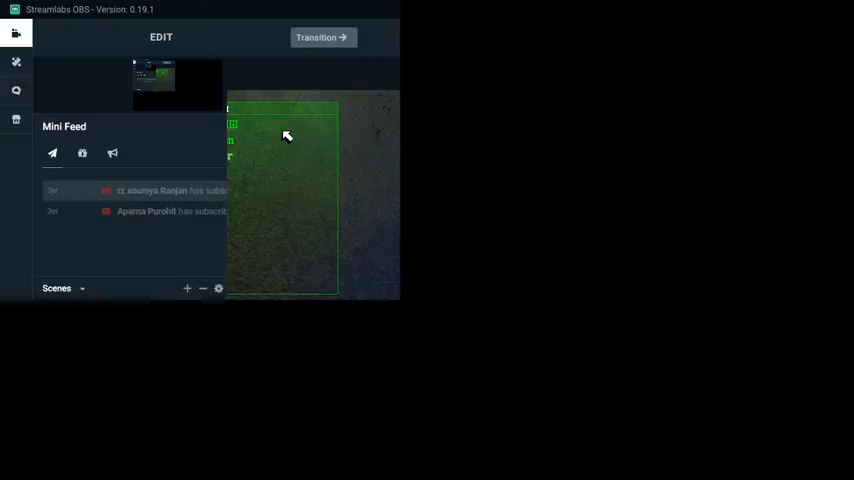 Streamlabs OBS - Version: 0.19.1
EDIT
Transition
Mini Feed
3yr rz soumya Ranjan has subsc
3yr Aparna Purohit has subscrib
Scenes